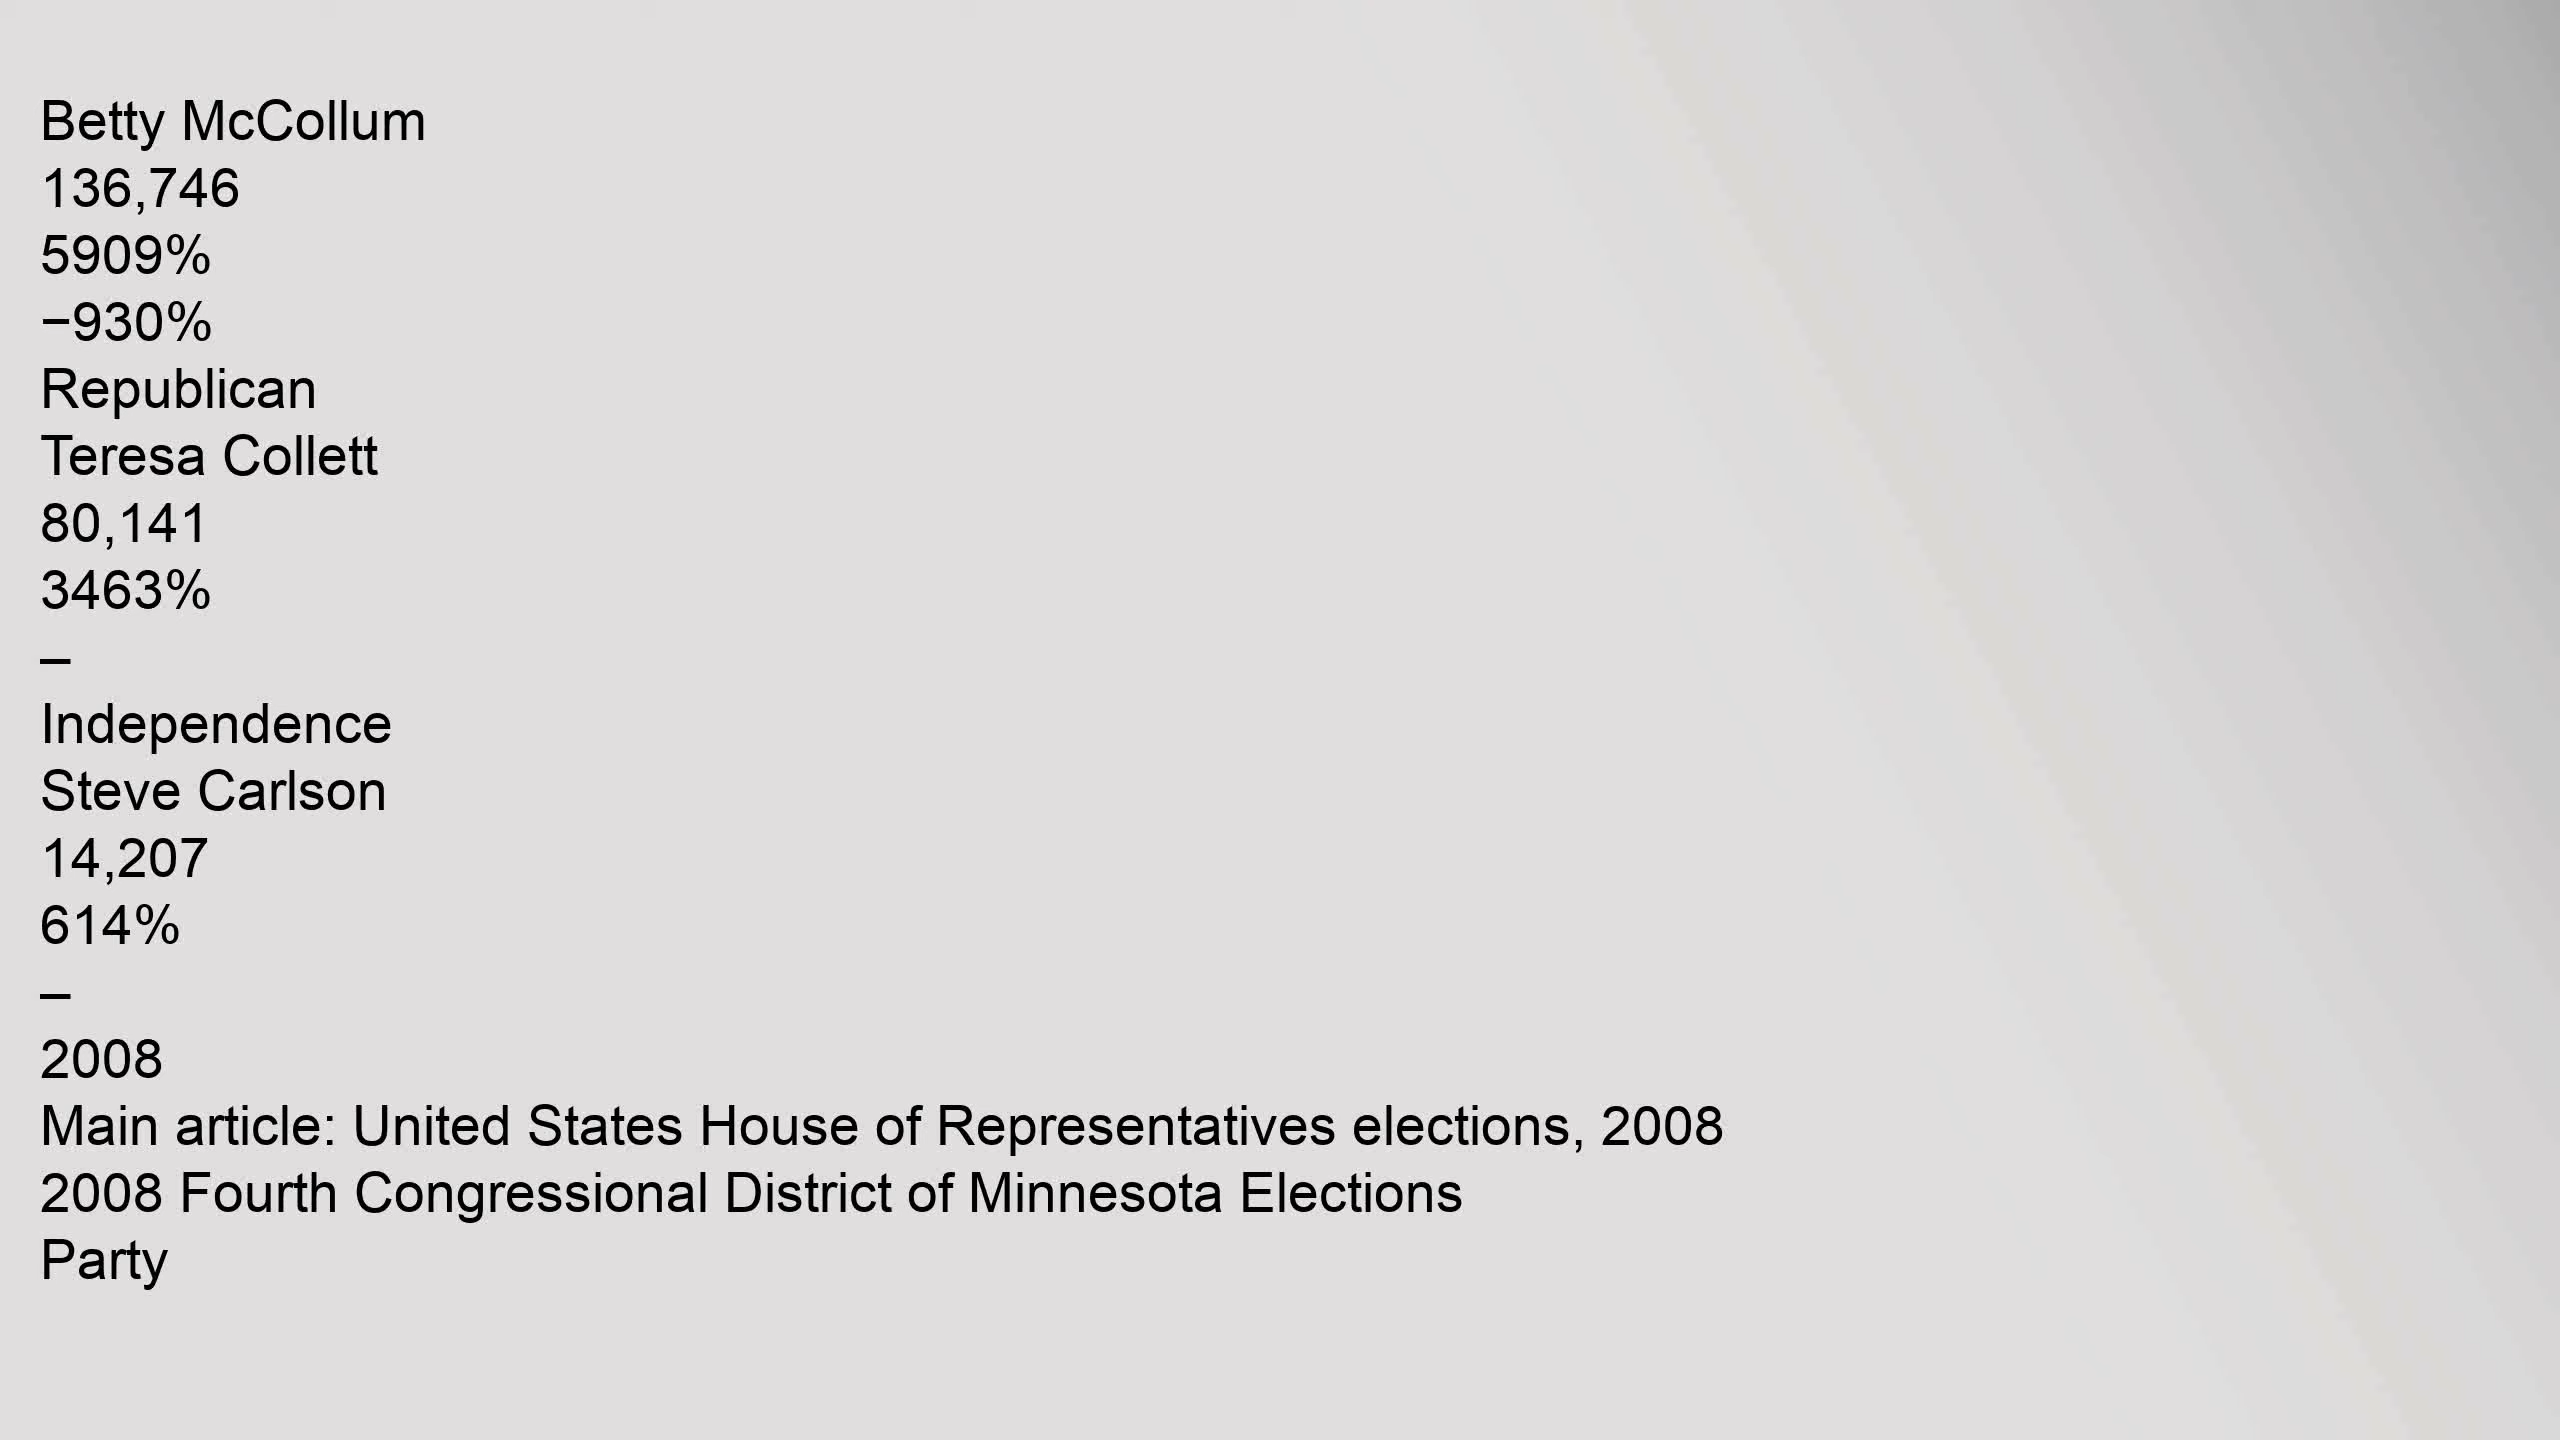 Betty McCollum
136,746
5909%
−930%
Republican
Teresa Collett
80,141
3463%
–
Independence
Steve Carlson
14,207
614%
–
2008
Main article: United States House of Representatives elections, 2008
2008 Fourth Congressional District of Minnesota Elections
Party